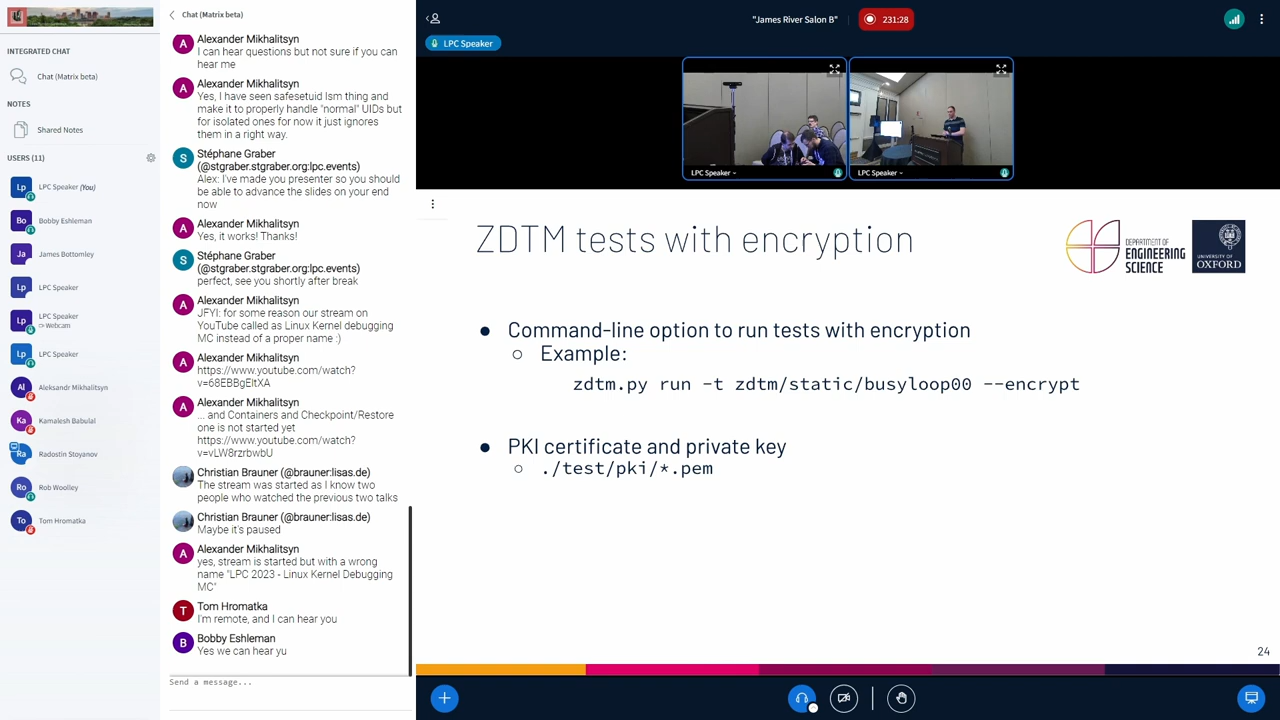 INTEGRATED CHAT
Chat (Matrix beta)
NOTES
Shared Notes
USERS (11)
Lp LPC Speaker (You)
Bo Bobby Eshleman
Ja James Bottomley
Lp LPC Speaker
Lp LPC Speaker
Webcam
Lp LPC Speaker
Al Aleksandr Mikhalitsyn
Ka Kamalesh Babulal
Ra Radostin Stoyanov
Ro Rob Woolley
To Tom Hromatka
Chat (Matrix beta)
A Alexander Mikhalitsyn
I can hear questions but not sure if you can
hear me
A Alexander Mikhalitsyn
Yes, I have seen safesetuid lsm thing and
make it to properly handle "normal" UIDs but
for isolated ones for now it just ignores
them in a right way.
S Stéphane Graber
(@stgraber.stgraber.org:lpc.events)
Alex: I've made you presenter so you should
be able to advance the slides on your end
now
A Alexander Mikhalitsyn
Yes, it works! Thanks!
S Stéphane Graber
(@stgraber.stgraber.org:lpc.events)
perfect, see you shortly after break
A Alexander Mikhalitsyn
JFYI: for some reason our stream on
YouTube called as Linux Kernel debugging
MC instead of a proper name :)
A Alexander Mikhalitsyn
https://www.youtube.com/watch?
v=68EBBgEltXA
A Alexander Mikhalitsyn
... and Containers and Checkpoint/Restore
one is not started yet
https://www.youtube.com/watch?
v=vLW8rzrbwbU
Christian Brauner (@brauner:lisas.de)
The stream was started as I know two
people who watched the previous two talks
Christian Brauner (@brauner:lisas.de)
Maybe it's paused
A Alexander Mikhalitsyn
yes, stream is started but with a wrong
name "LPC 2023 - Linux Kernel Debugging
MC"
T Tom Hromatka
I'm remote, and I can hear you
B Bobby Eshleman
Yes we can hear yu
Send a message...
"James River Salon B"
231:28
LPC Speaker
LPC Speaker
LPC Speaker
ZDTM tests with encryption
DEPARTMENT OF
ENGINEERING
SCIENCE
UNIVERSITY OF
OXFORD
● Command-line option to run tests with encryption
○ Example:
zdtm.py run -t zdtm/static/busyloop00 --encrypt
● PKI certificate and private key
○ ./test/pki/*.pem
24